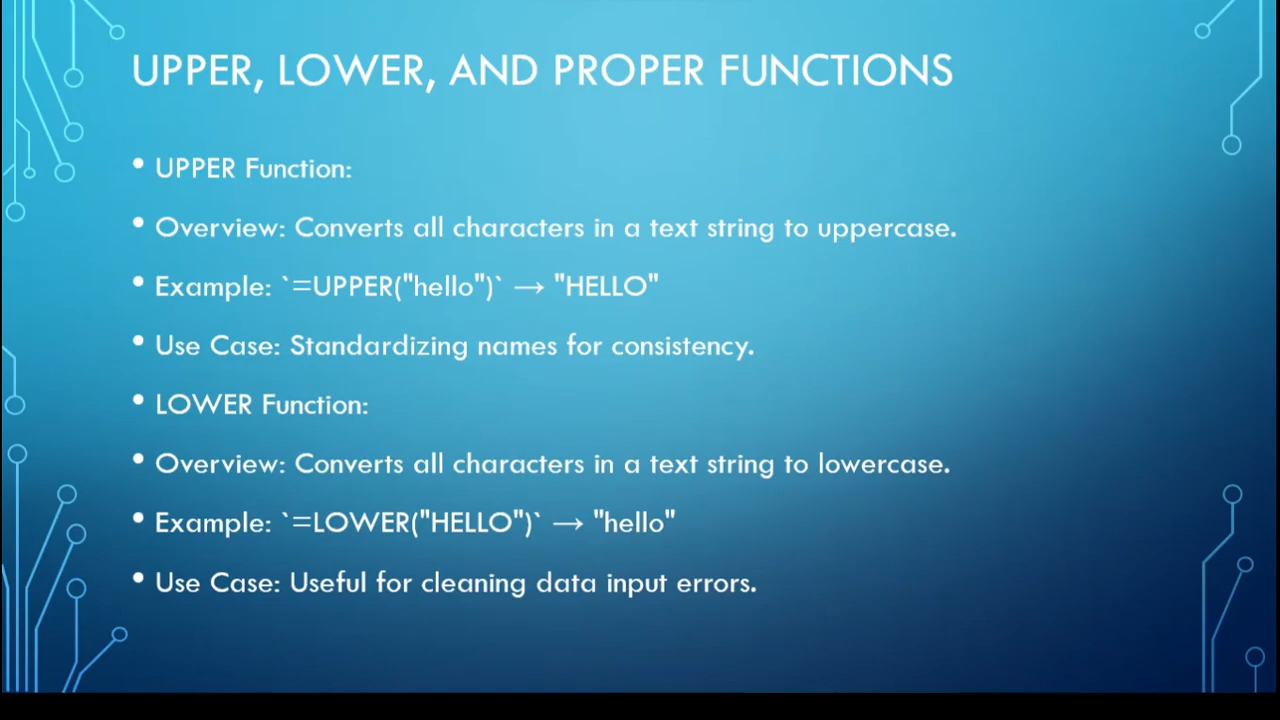 UPPER, LOWER, AND PROPER FUNCTIONS
• UPPER Function:
• Overview: Converts all characters in a text string to uppercase.
• Example: `=UPPER("hello")` → "HELLO"
• Use Case: Standardizing names for consistency.
• LOWER Function:
• Overview: Converts all characters in a text string to lowercase.
• Example: `=LOWER("HELLO")` → "hello"
• Use Case: Useful for cleaning data input errors.